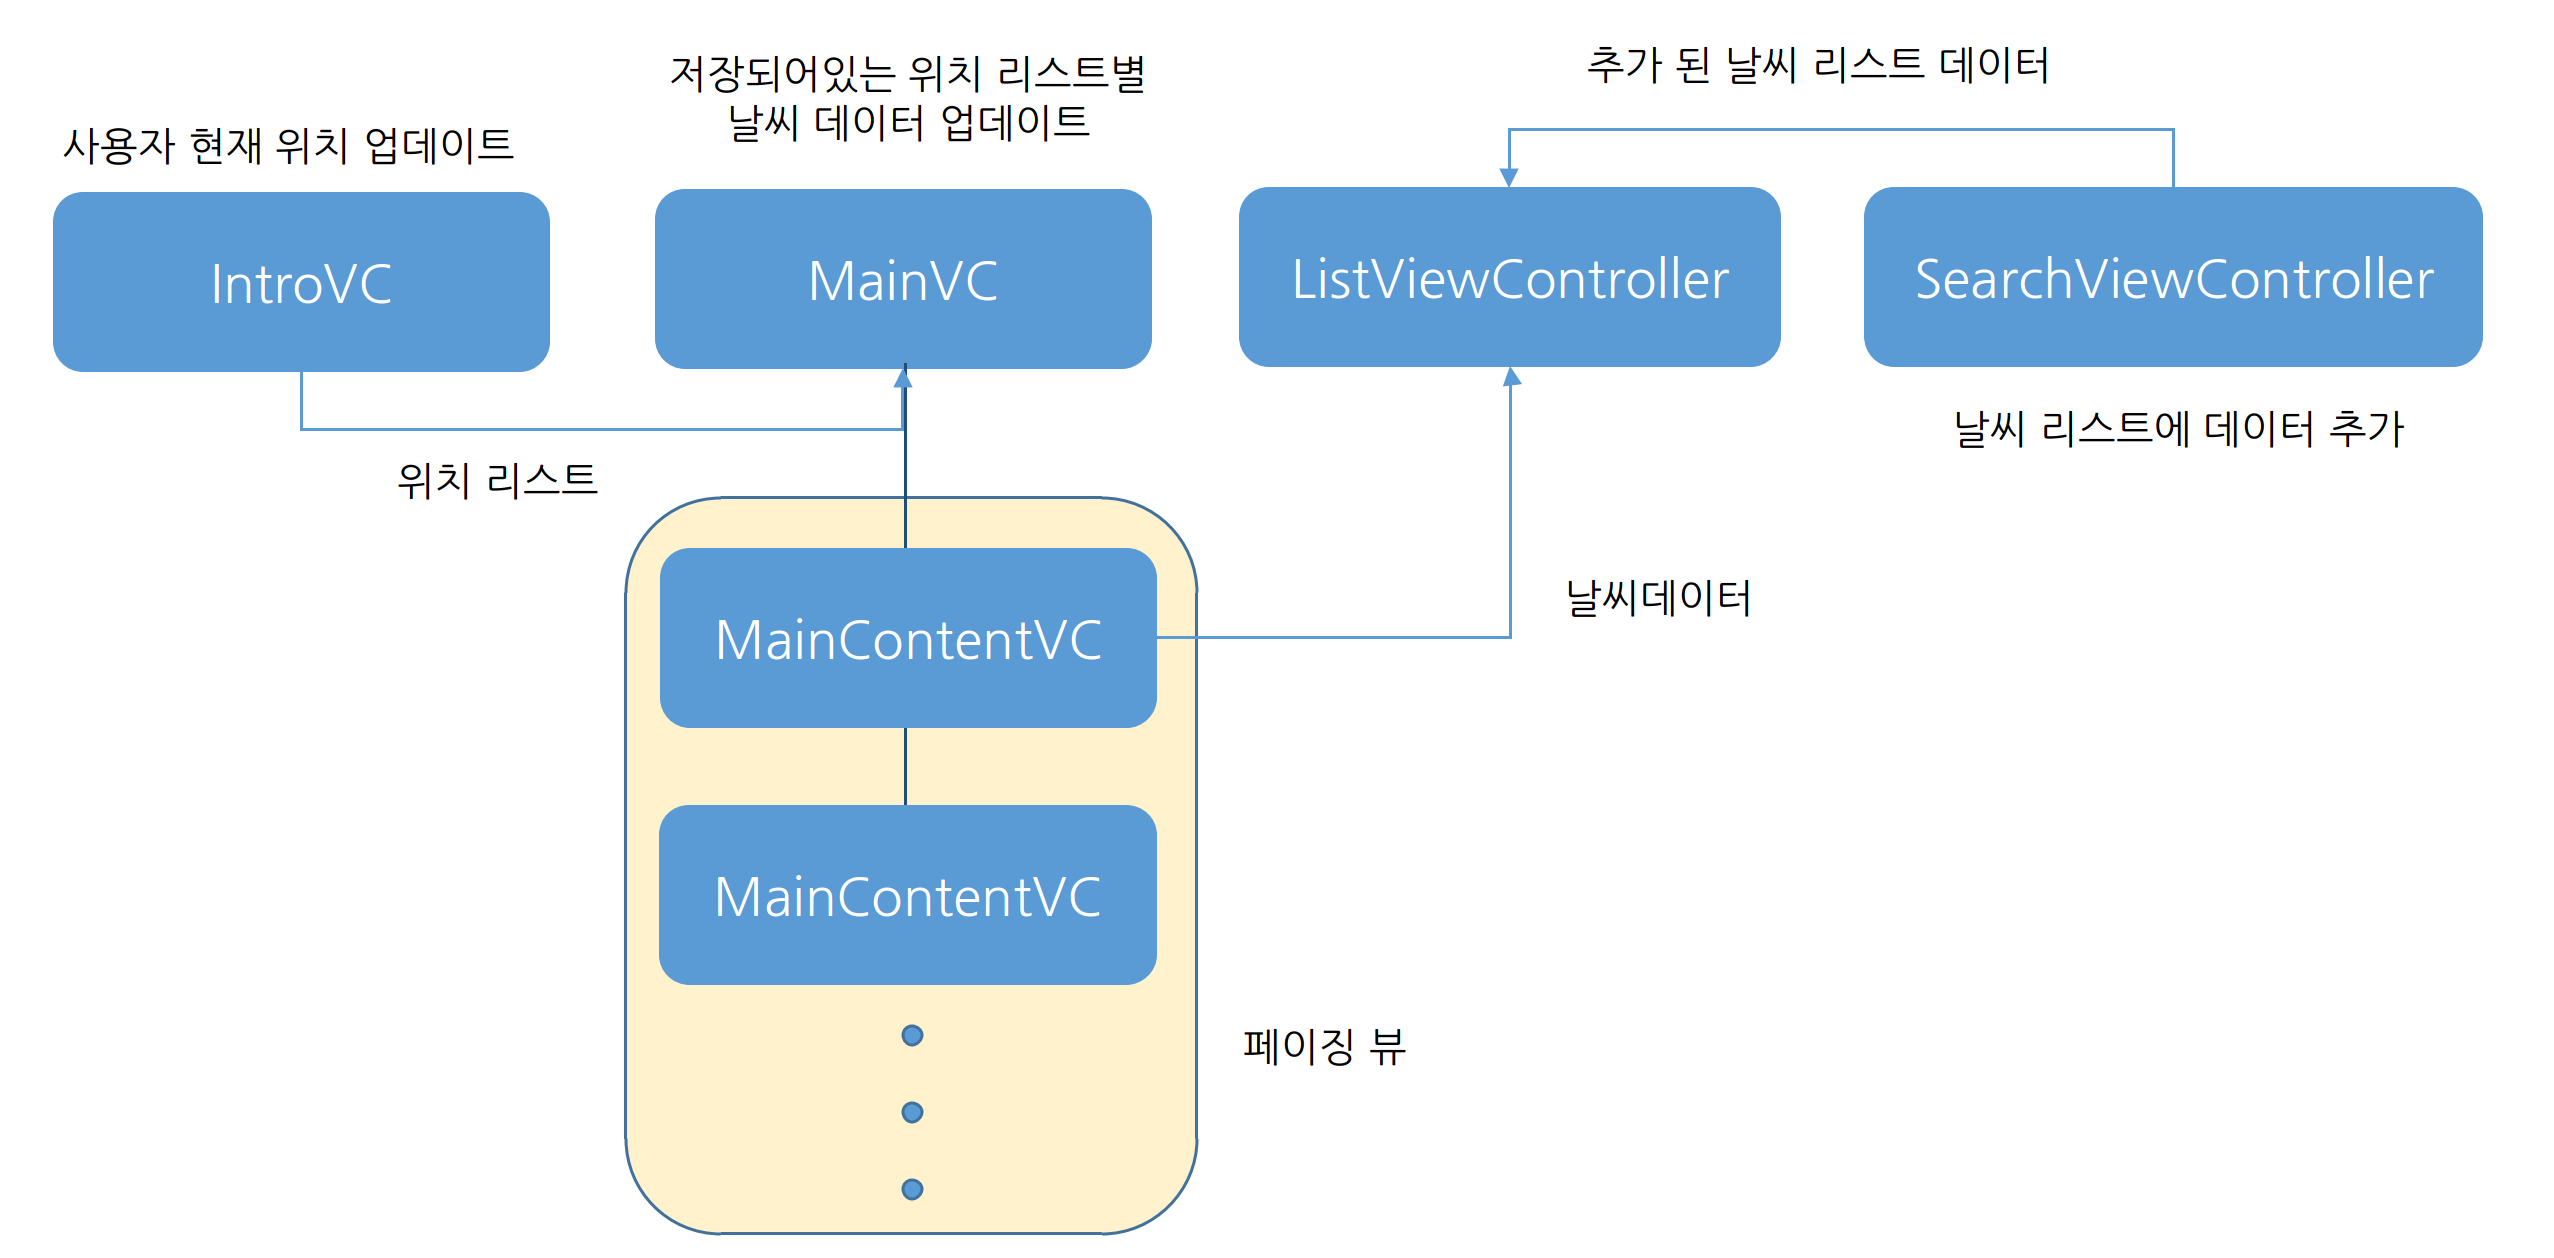 사용자 현재 위치 업데이트
IntroVC
저장되어있는 위치 리스트별
날씨 데이터 업데이트
MainVC
추가 된 날씨 리스트 데이터
ListViewController
SearchViewController
날씨 리스트에 데이터 추가
위치 리스트
MainContentVC
날씨데이터
MainContentVC
페이징 뷰